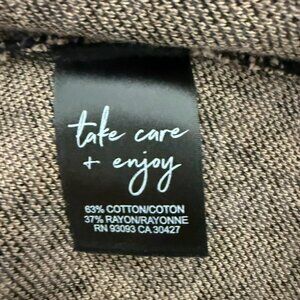 take care
+ enjoy
63% COTTON/COTON
37% RAYON/RAYONNE
RN 93093 CA 30427